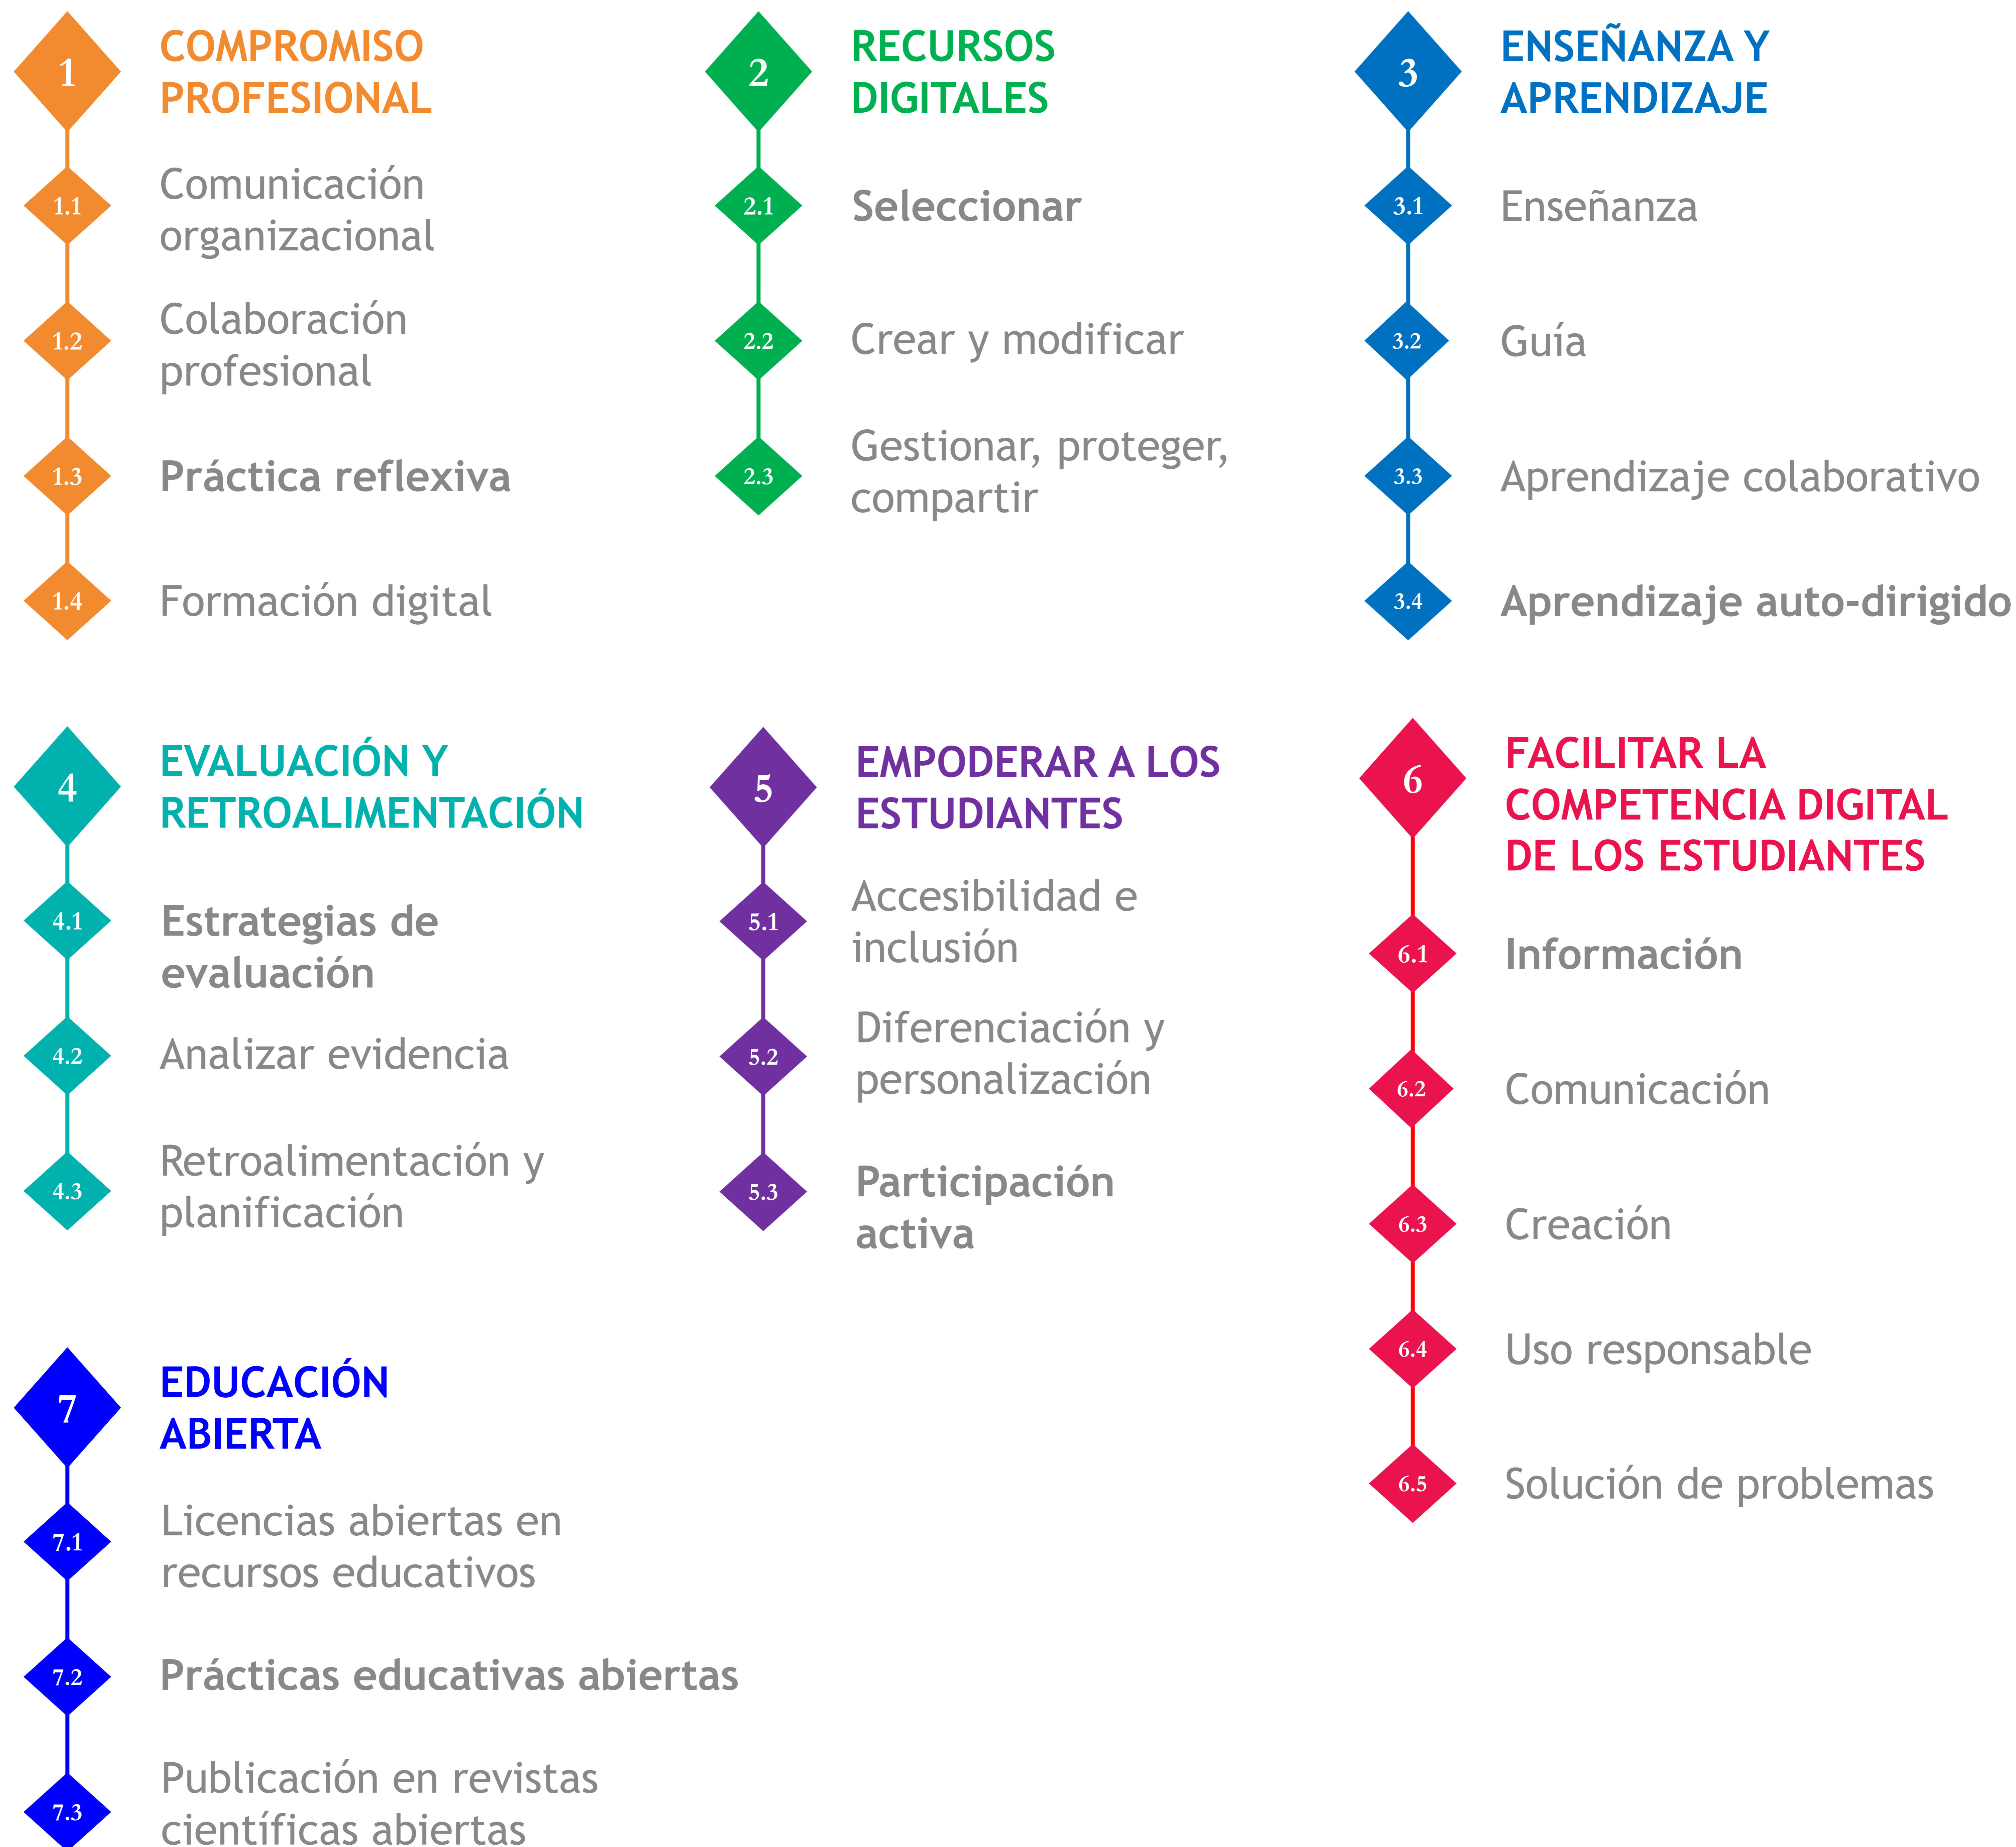 1
COMPROMISO
PROFESIONAL
1.1
Comunicación
organizacional
1.2
Colaboración
profesional
1.3
Práctica reflexiva
1.4
Formación digital
2
RECURSOS
DIGITALES
2.1
Seleccionar
2.2
Crear y modificar
2.3
Gestionar, proteger,
compartir
3
ENSEÑANZA Y
APRENDIZAJE
3.1
Enseñanza
3.2
Guía
3.3
Aprendizaje colaborativo
3.4
Aprendizaje auto-dirigido
4
EVALUACIÓN Y
RETROALIMENTACIÓN
4.1
Estrategias de
evaluación
4.2
Analizar evidencia
4.3
Retroalimentación y
planificación
5
EMPODERAR A LOS
ESTUDIANTES
5.1
Accesibilidad e
inclusión
5.2
Diferenciación y
personalización
5.3
Participación
activa
6
FACILITAR LA
COMPETENCIA DIGITAL
DE LOS ESTUDIANTES
6.1
Información
6.2
Comunicación
6.3
Creación
6.4
Uso responsable
6.5
Solución de problemas
7
EDUCACIÓN
ABIERTA
7.1
Licencias abiertas en
recursos educativos
7.2
Prácticas educativas abiertas
7.3
Publicación en revistas
científicas abiertas